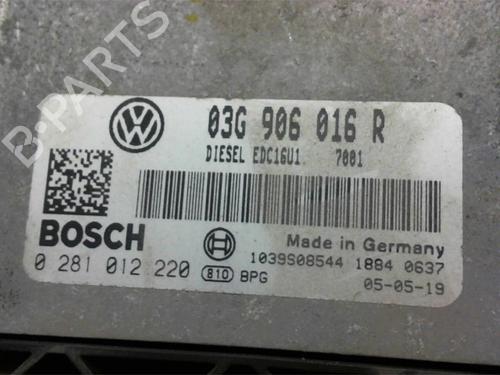 B-PARTS
03G 906 016 R
DIESEL EDC16U1 7001
BOSCH
Made in Germany
0 281 012 220 810 BPG
1039S08544 1884 0637
05-05-19